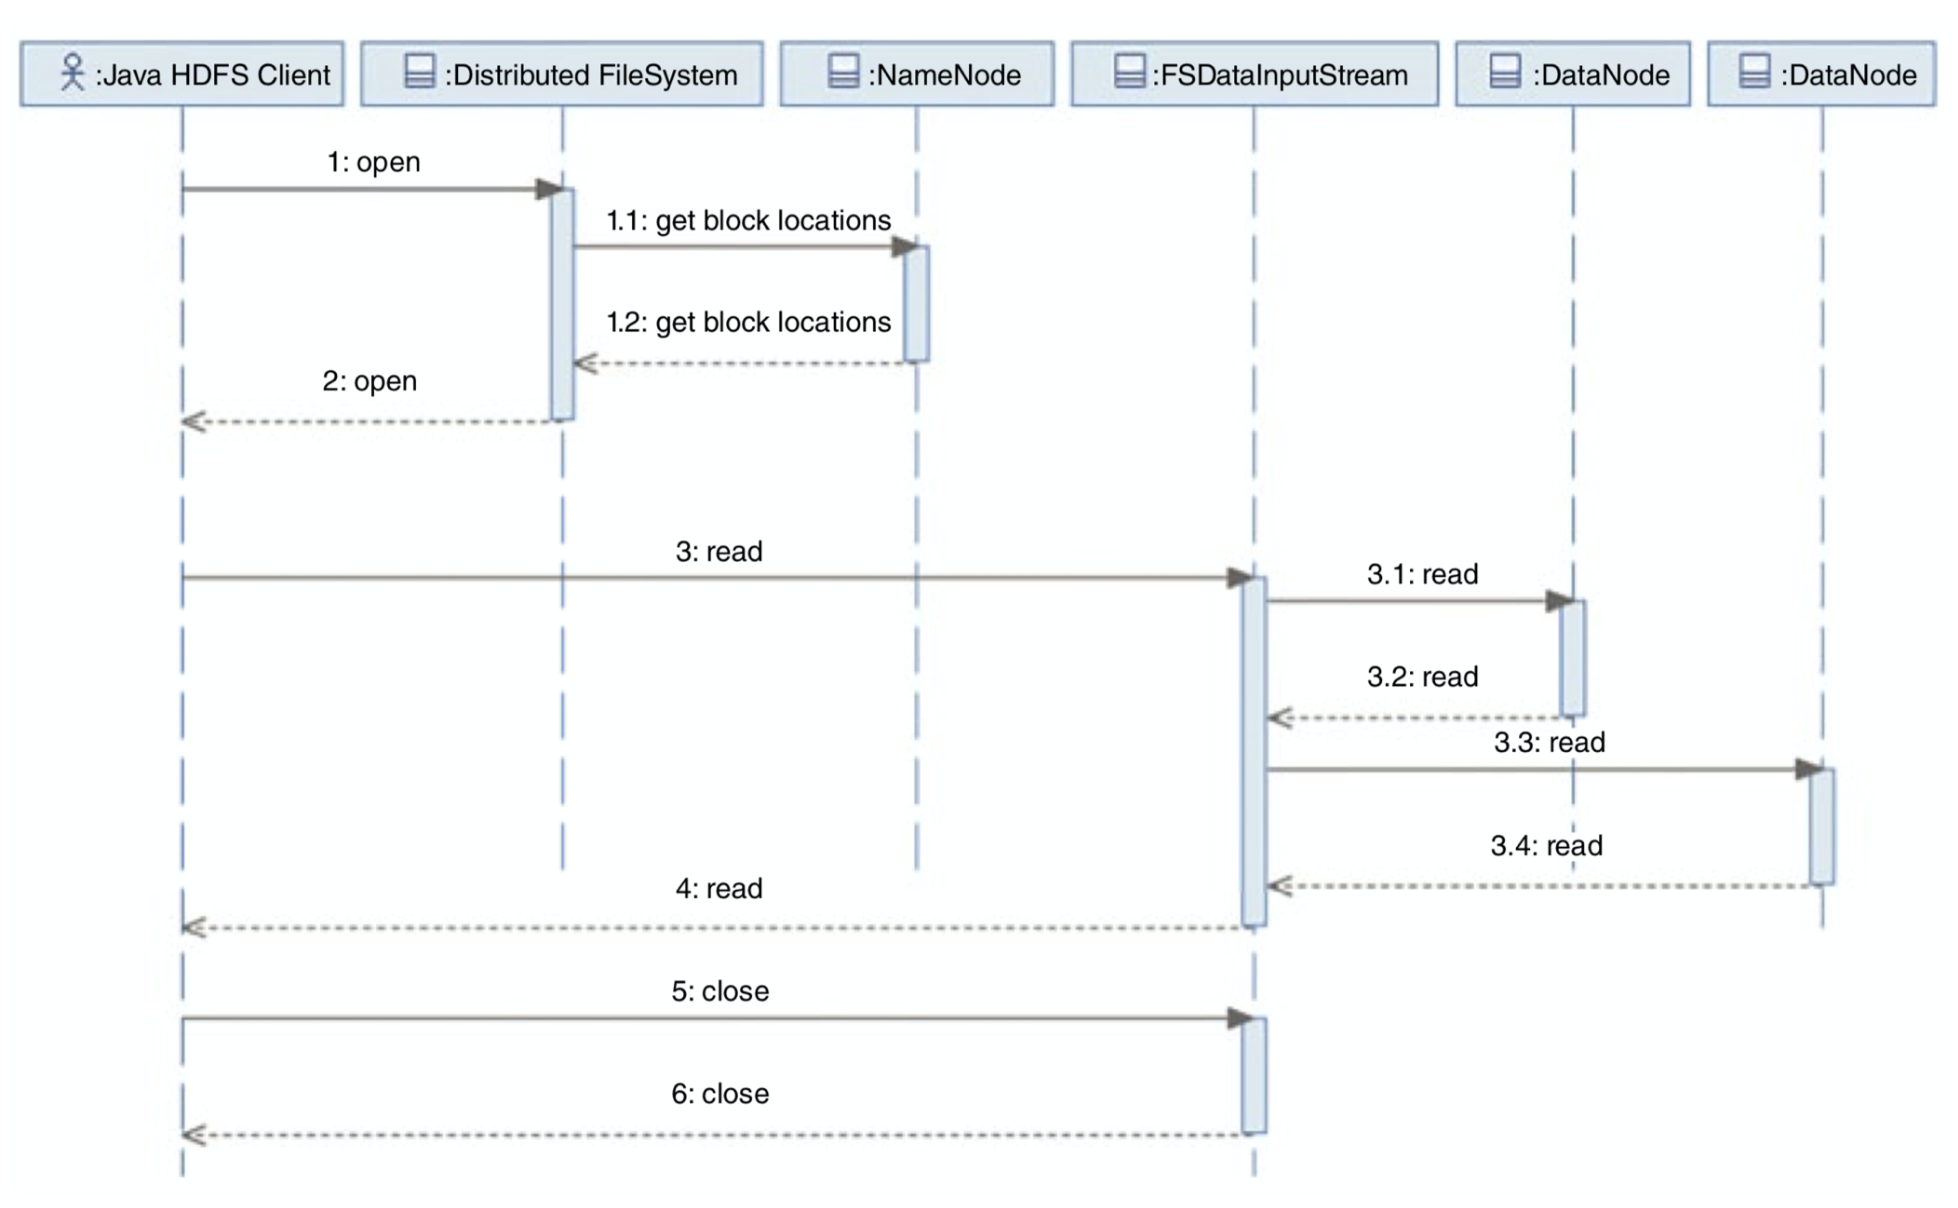 :Java HDFS Client
:Distributed FileSystem
:NameNode
:FSDataInputStream
:DataNode
:DataNode
1: open
1.1: get block locations
1.2: get block locations
2: open
3: read
3.1: read
3.2: read
3.3: read
3.4: read
4: read
5: close
6: close